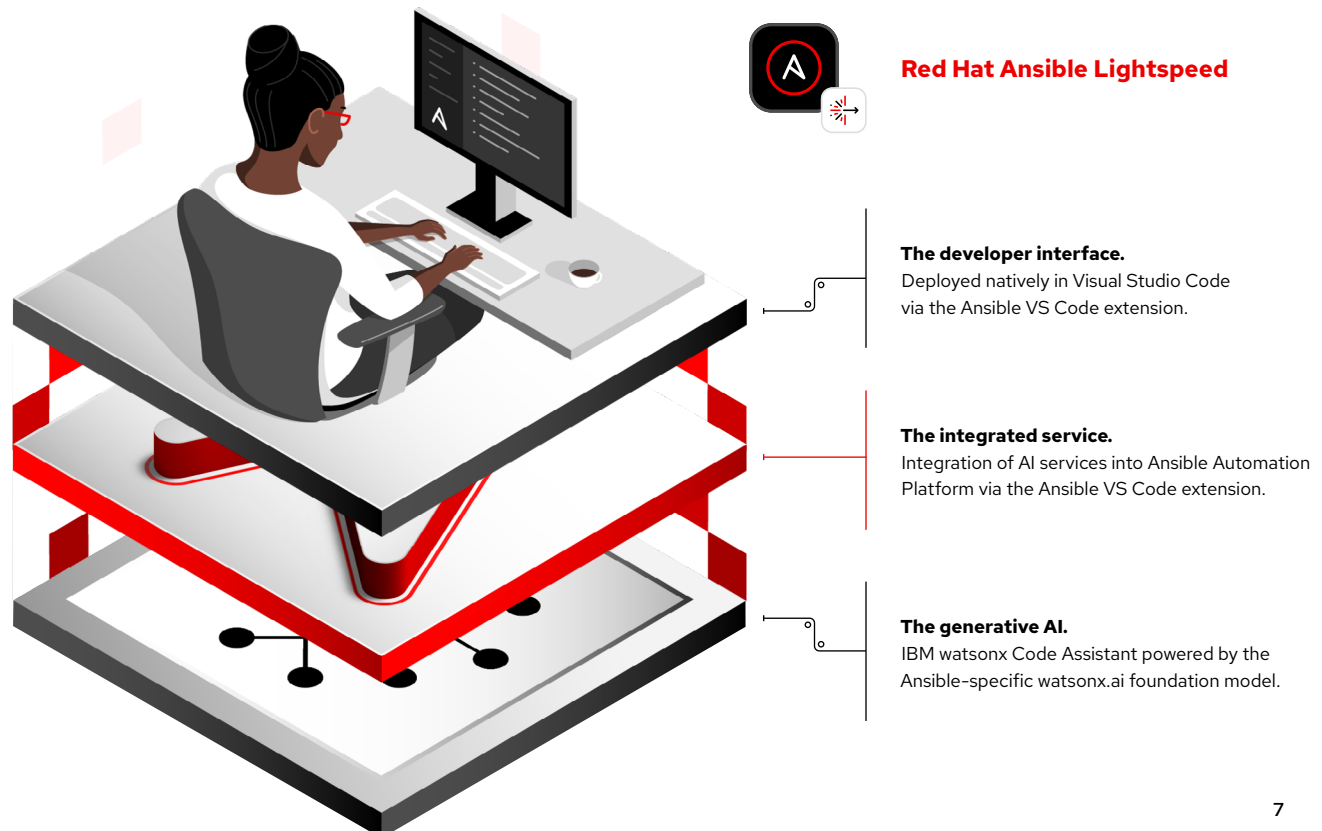 Red Hat Ansible Lightspeed
The developer interface.
Deployed natively in Visual Studio Code
via the Ansible VS Code extension.
The integrated service.
Integration of AI services into Ansible Automation
Platform via the Ansible VS Code extension.
The generative AI.
IBM watsonx Code Assistant powered by the
Ansible-specific watsonx.ai foundation model.
7